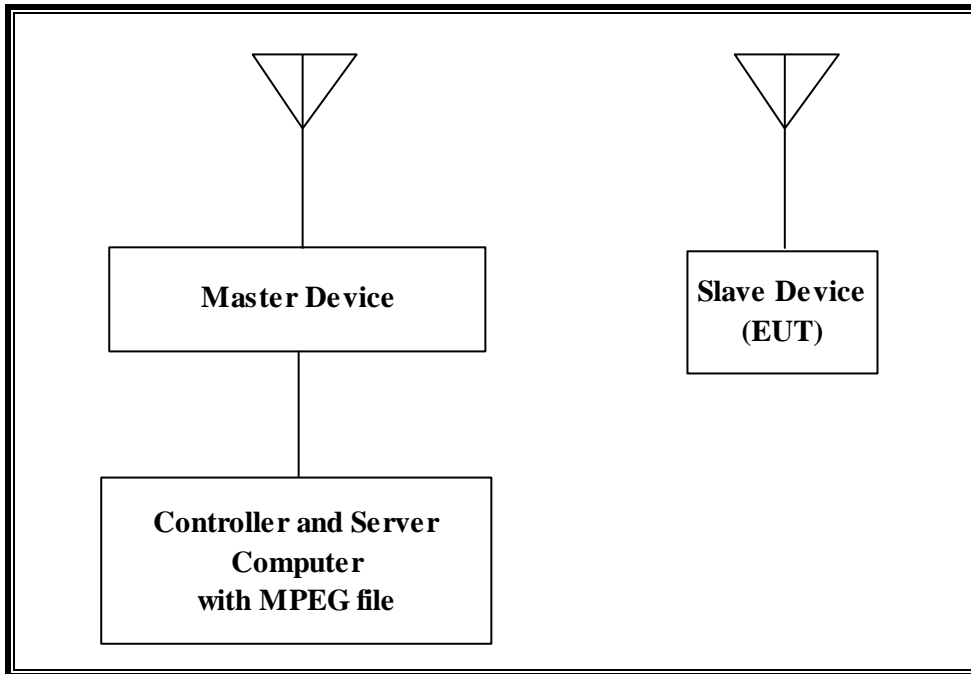 Master Device
Slave Device
(EUT)
Controller and Server
Computer
with MPEG file